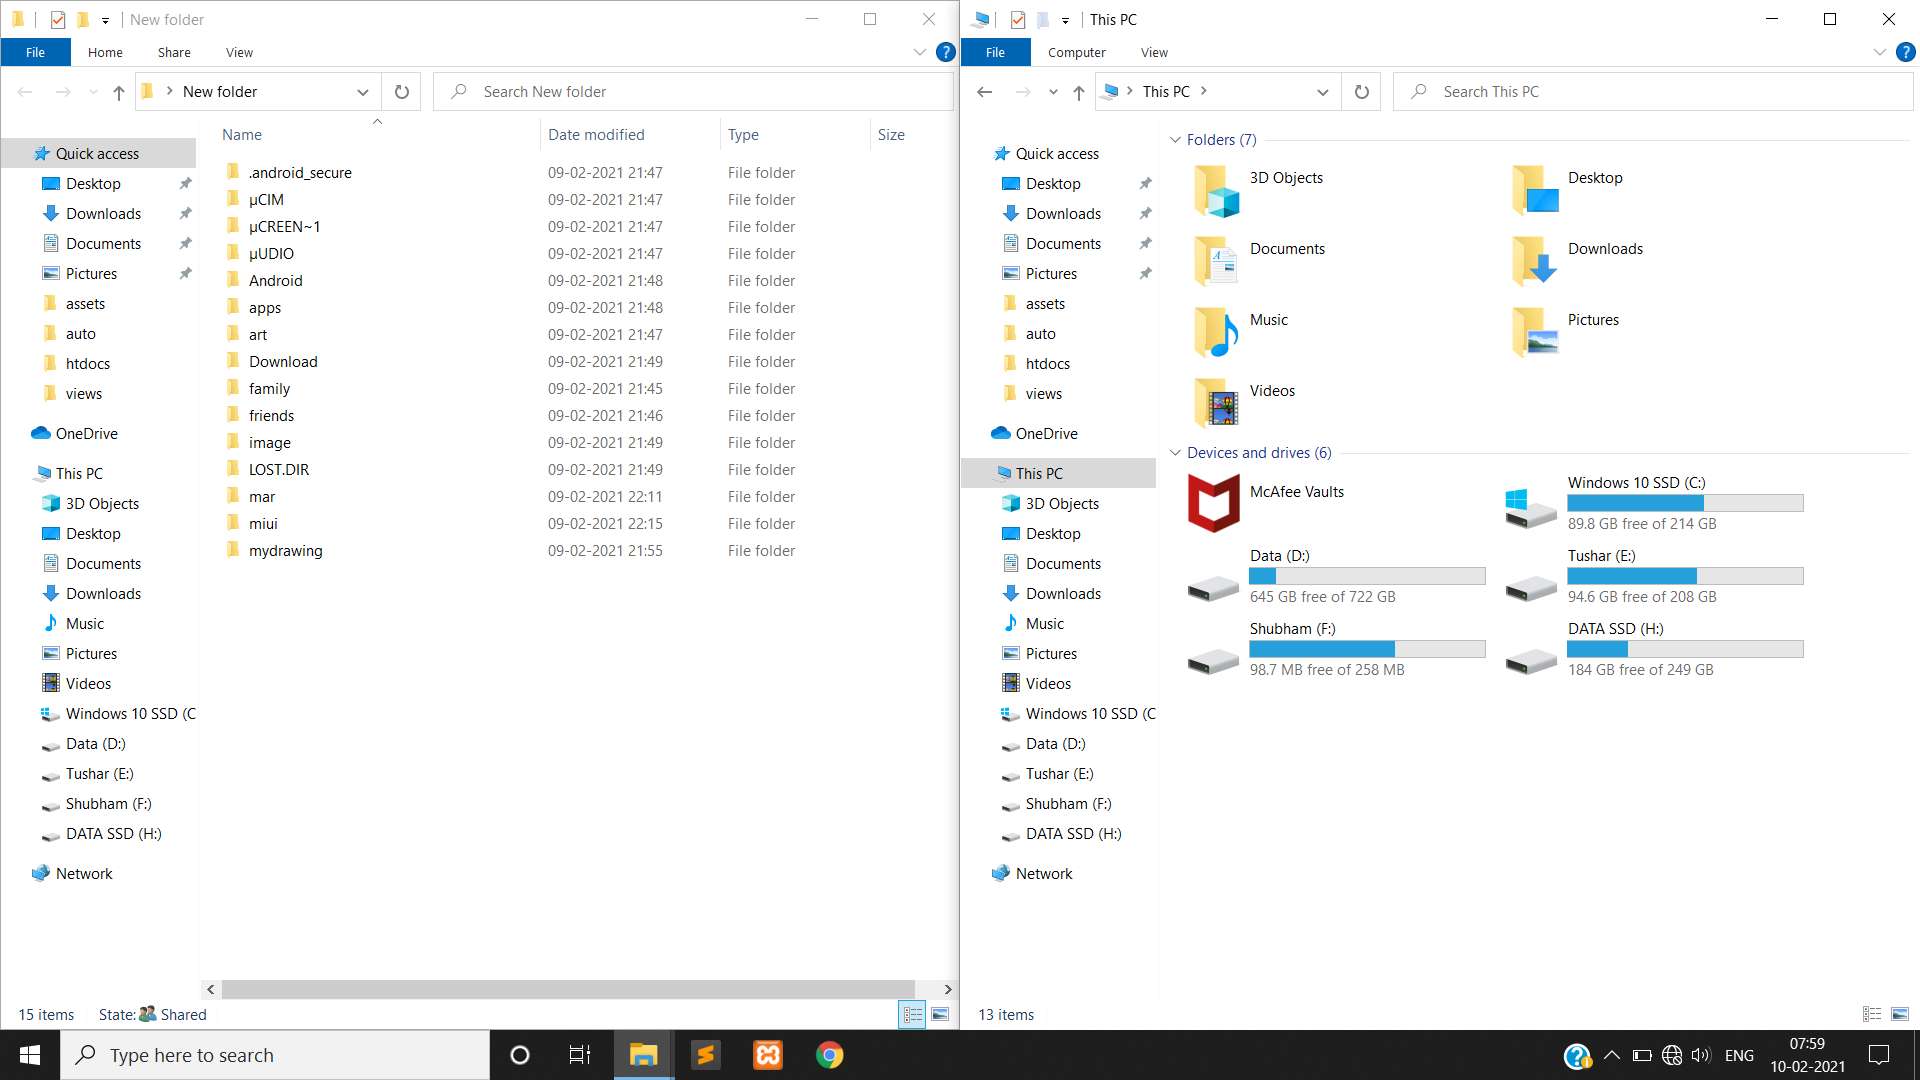 New folder
File Home Share View
New folder
Search New folder
Name Date modified Type Size
Quick access
Desktop
Downloads
Documents
Pictures
assets
auto
htdocs
views
OneDrive
This PC
3D Objects
Desktop
Documents
Downloads
Music
Pictures
Videos
Windows 10 SSD (C
Data (D:)
Tushar (E:)
Shubham (F:)
DATA SSD (H:)
Network
.android_secure 09-02-2021 21:47 File folder
µCIM 09-02-2021 21:47 File folder
µCREEN~1 09-02-2021 21:47 File folder
µUDIO 09-02-2021 21:47 File folder
Android 09-02-2021 21:48 File folder
apps 09-02-2021 21:48 File folder
art 09-02-2021 21:47 File folder
Download 09-02-2021 21:49 File folder
family 09-02-2021 21:45 File folder
friends 09-02-2021 21:46 File folder
image 09-02-2021 21:49 File folder
LOST.DIR 09-02-2021 21:49 File folder
mar 09-02-2021 22:11 File folder
miui 09-02-2021 22:15 File folder
mydrawing 09-02-2021 21:55 File folder
15 items State: Shared
This PC
File Computer View
This PC
Search This PC
Quick access
Desktop
Downloads
Documents
Pictures
assets
auto
htdocs
views
OneDrive
This PC
3D Objects
Desktop
Documents
Downloads
Music
Pictures
Videos
Windows 10 SSD (C
Data (D:)
Tushar (E:)
Shubham (F:)
DATA SSD (H:)
Network
Folders (7)
3D Objects
Desktop
Documents
Downloads
Music
Pictures
Videos
Devices and drives (6)
McAfee Vaults
Windows 10 SSD (C:)
89.8 GB free of 214 GB
Data (D:)
645 GB free of 722 GB
Tushar (E:)
94.6 GB free of 208 GB
Shubham (F:)
98.7 MB free of 258 MB
DATA SSD (H:)
184 GB free of 249 GB
13 items
Type here to search
ENG
07:59
10-02-2021